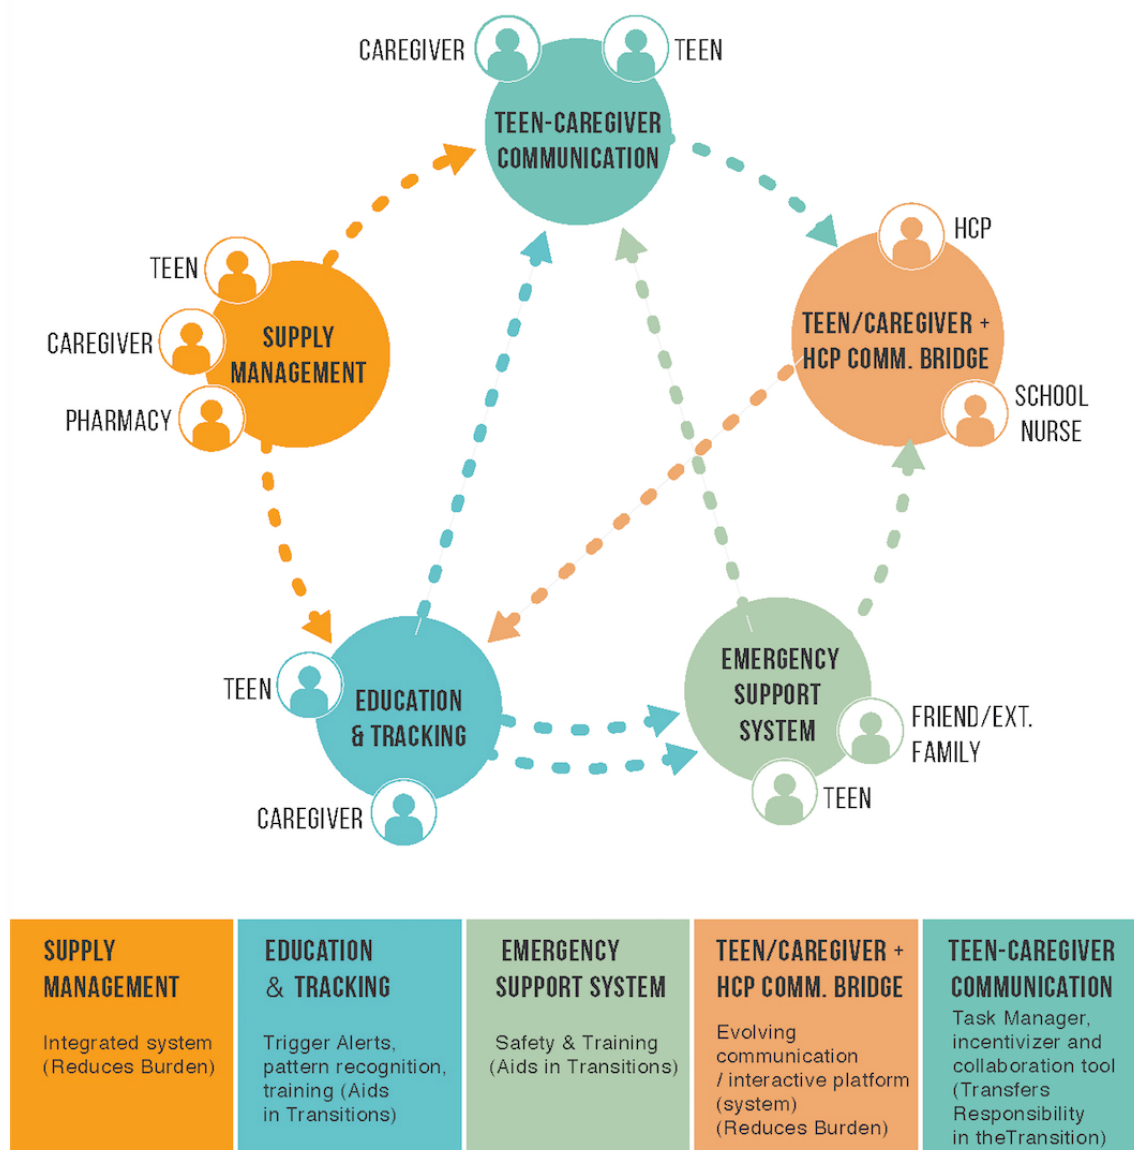 CAREGIVER
TEEN
TEEN-CAREGIVER
COMMUNICATION
HCP
TEEN
CAREGIVER
PHARMACY
SUPPLY
MANAGEMENT
TEEN/CAREGIVER +
HCP COMM. BRIDGE
SCHOOL
NURSE
TEEN
EDUCATION
& TRACKING
CAREGIVER
EMERGENCY
SUPPORT
SYSTEM
FRIEND/EXT.
FAMILY
TEEN
SUPPLY
MANAGEMENT
Integrated system
(Reduces Burden)
EDUCATION
& TRACKING
Trigger Alerts,
pattern recognition,
training (Aids
in Transitions)
EMERGENCY
SUPPORT SYSTEM
Safety & Training
(Aids in Transitions)
TEEN/CAREGIVER +
HCP COMM. BRIDGE
Evolving
communication
/ interactive platform
(system)
(Reduces Burden)
TEEN-CAREGIVER
COMMUNICATION
Task Manager,
incentivizer and
collaboration tool
(Transfers
Responsibility
in theTransition)